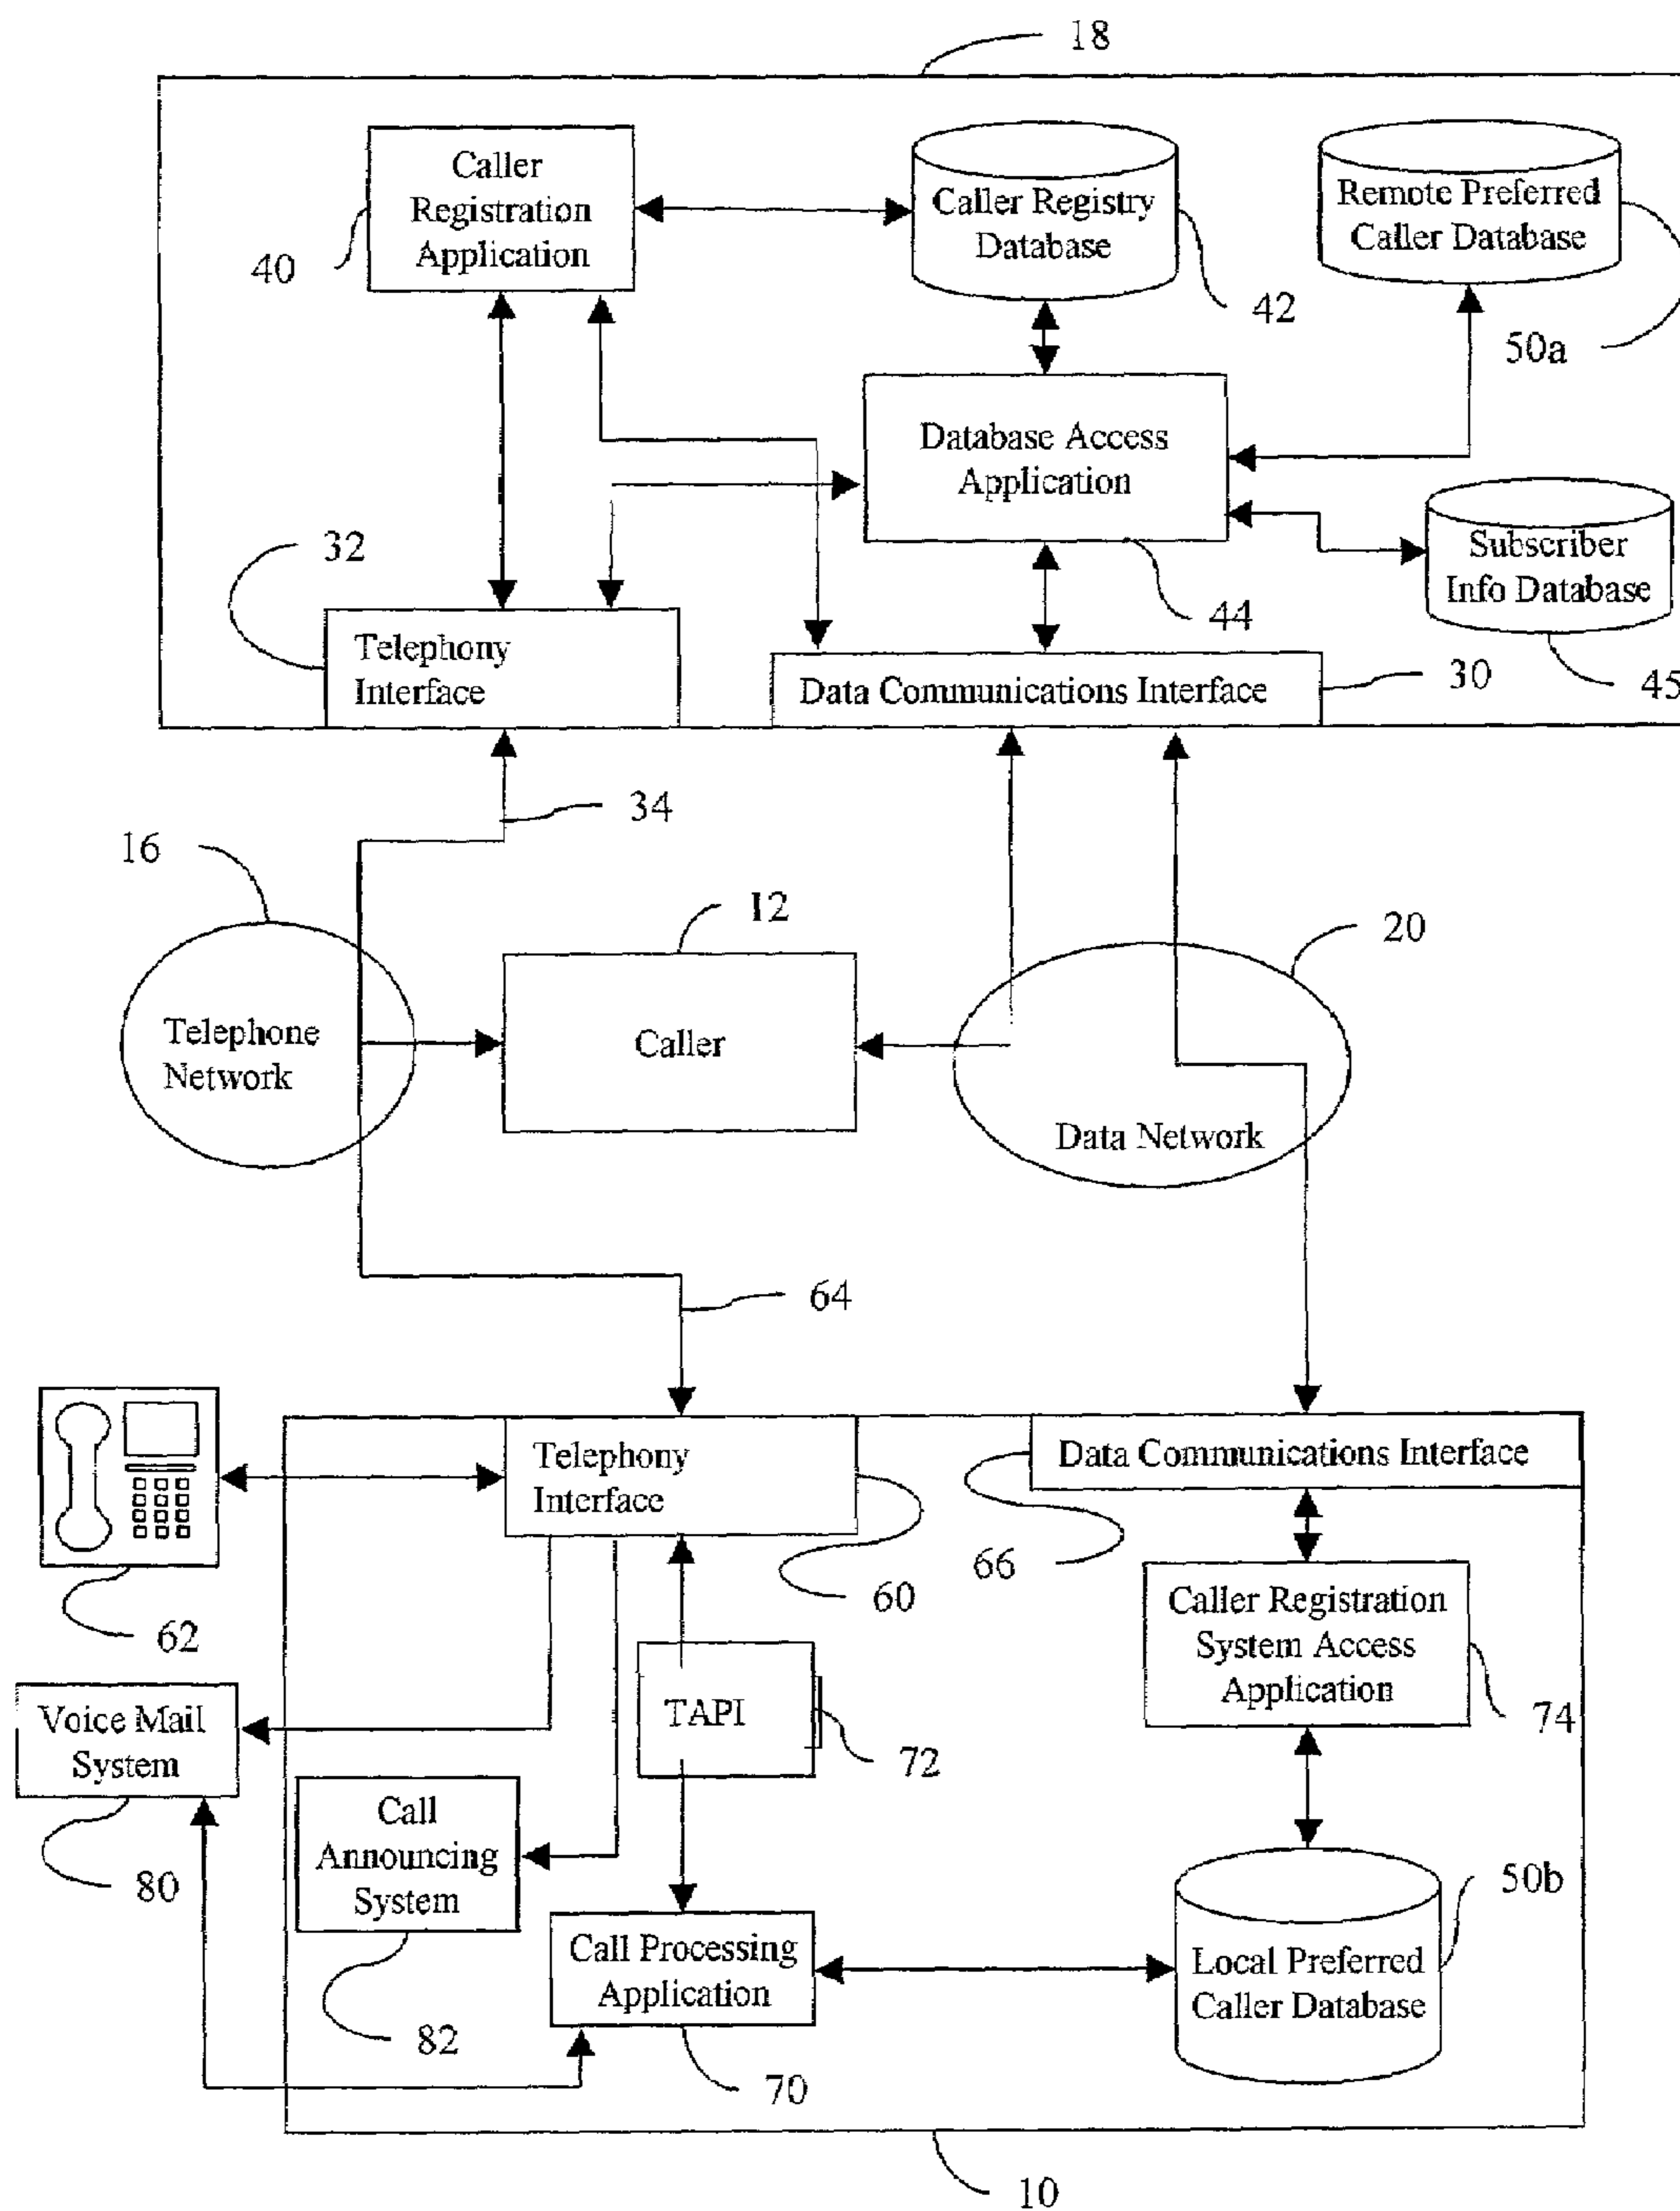 18
Caller
Registration
Application
40
Caller Registry
Database
42
Remote Preferred
Caller Database
50a
Database Access
Application
44
Subscriber
Info Database
45
32
Telephony
Interface
Data Communications Interface
30
34
16
Telephone
Network
12
Caller
20
Data Network
64
62
Telephony
Interface
60
Data Communications Interface
66
Caller Registration
System Access
Application
74
Voice Mail
System
80
TAPI
72
Call
Announcing
System
82
Call Processing
Application
70
50b
Local Preferred
Caller Database
10